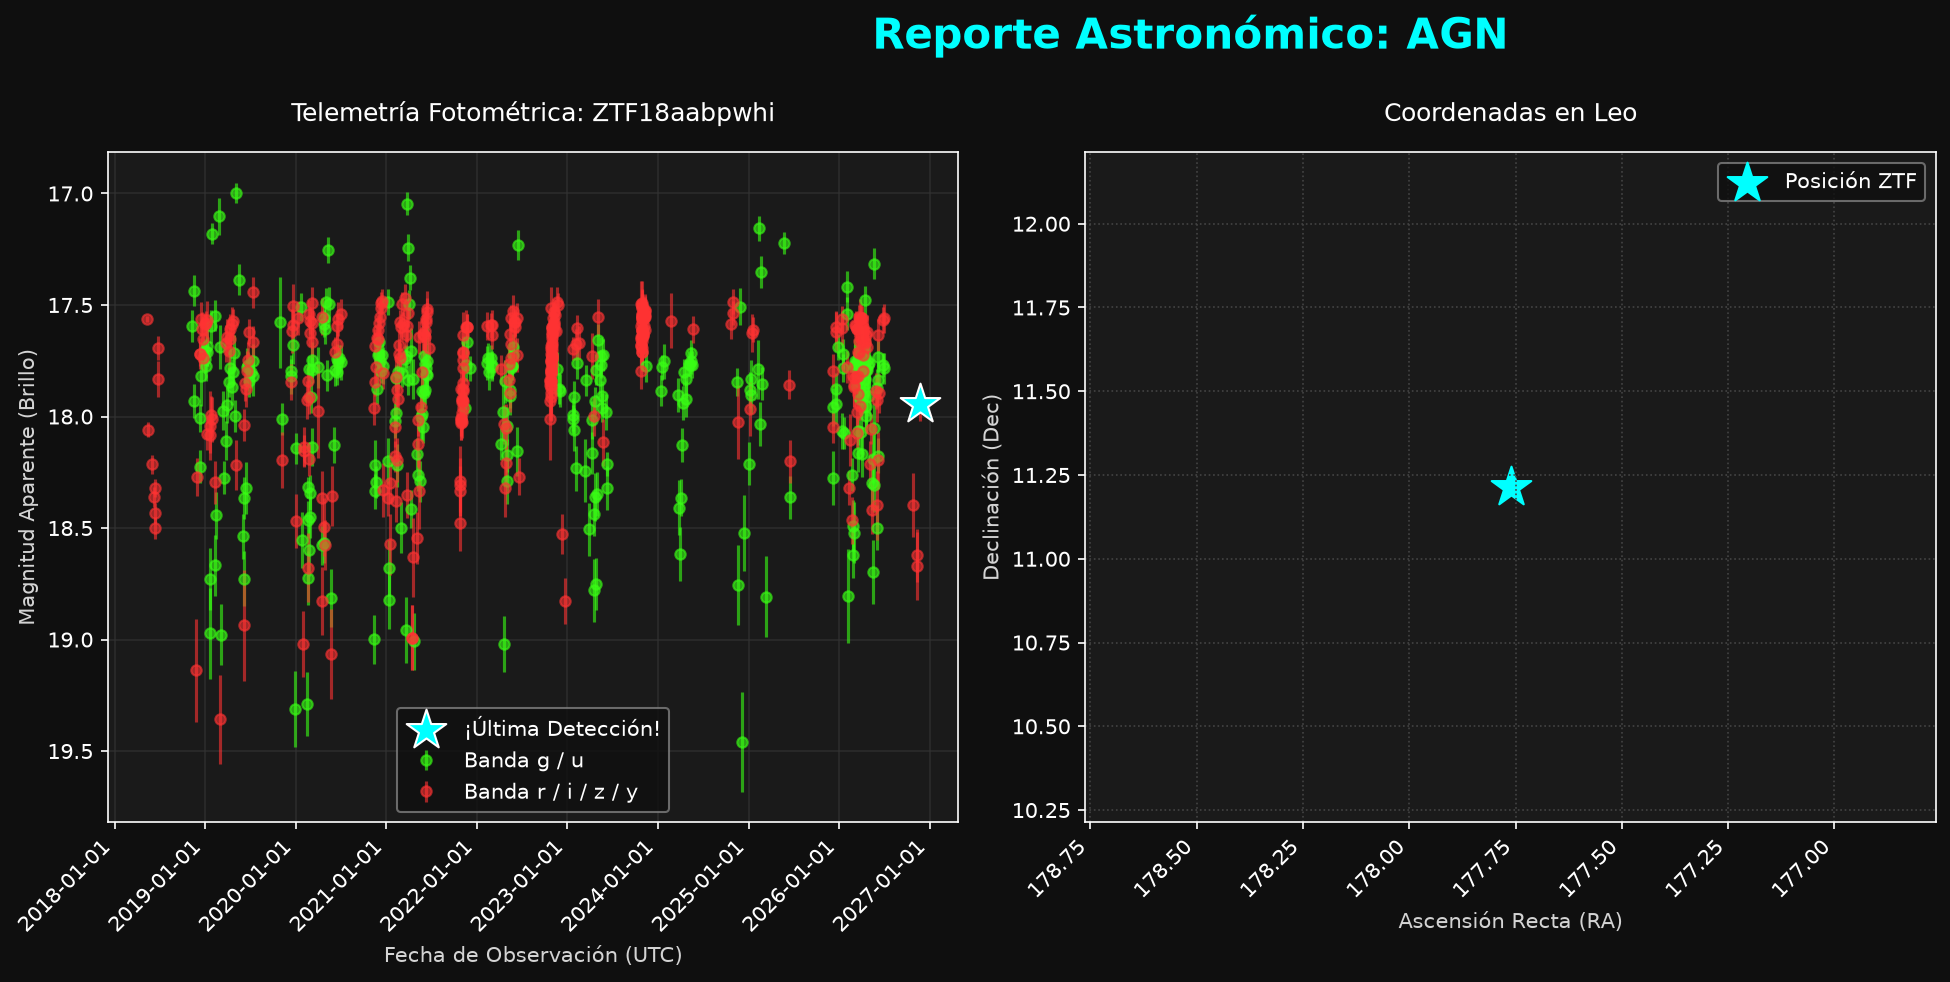 Reporte Astronómico: AGN
Telemetría Fotométrica: ZTF18aabpwhi
Magnitud Aparente (Brillo)
17.0
17.5
18.0
18.5
19.0
19.5
¡Última Detección!
Banda g / u
Banda r / i / z / y
2018-01-01
2019-01-01
2020-01-01
2021-01-01
2022-01-01
2023-01-01
2024-01-01
2025-01-01
2026-01-01
2027-01-01
Fecha de Observación (UTC)
Coordenadas en Leo
Posición ZTF
Declinación (Dec)
12.00
11.75
11.50
11.25
11.00
10.75
10.50
10.25
178.75
178.50
178.25
178.00
177.75
177.50
177.25
177.00
Ascensión Recta (RA)